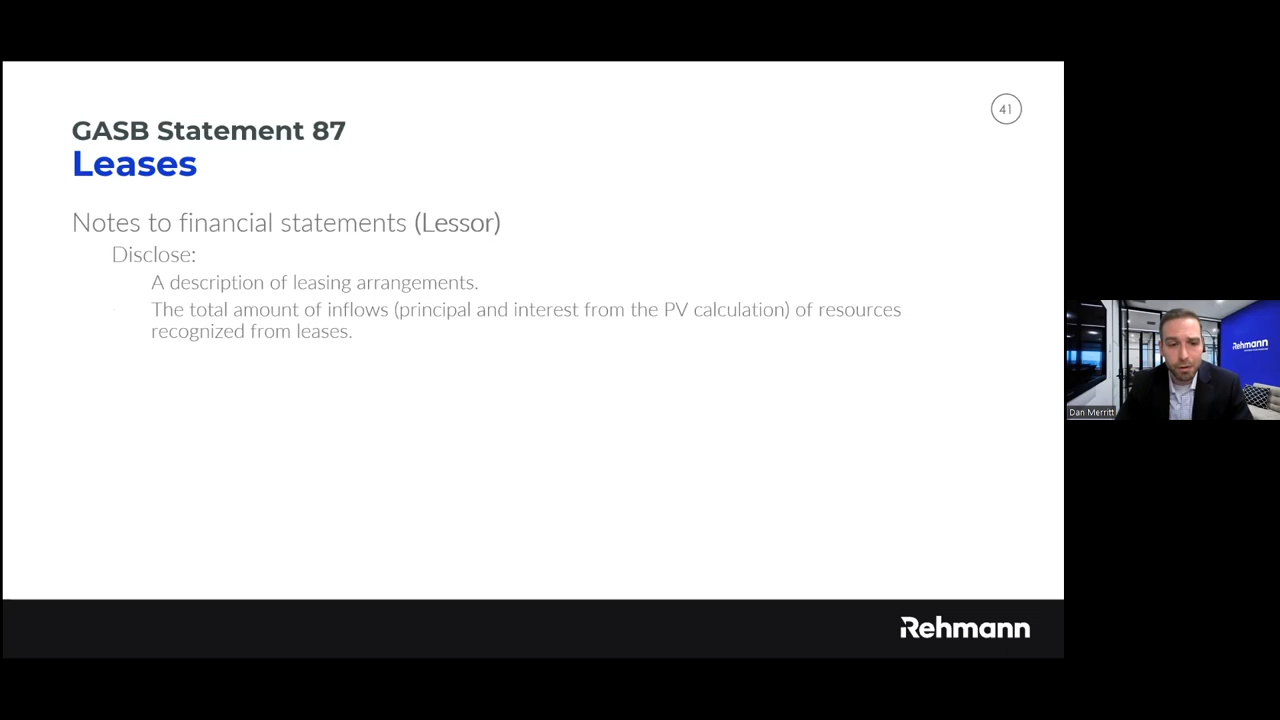 41
GASB Statement 87
Leases
Notes to financial statements (Lessor)
Disclose:
A description of leasing arrangements.
The total amount of inflows (principal and interest from the PV calculation) of resources
recognized from leases.
Rehmann
Dan Merritt
Rehmann